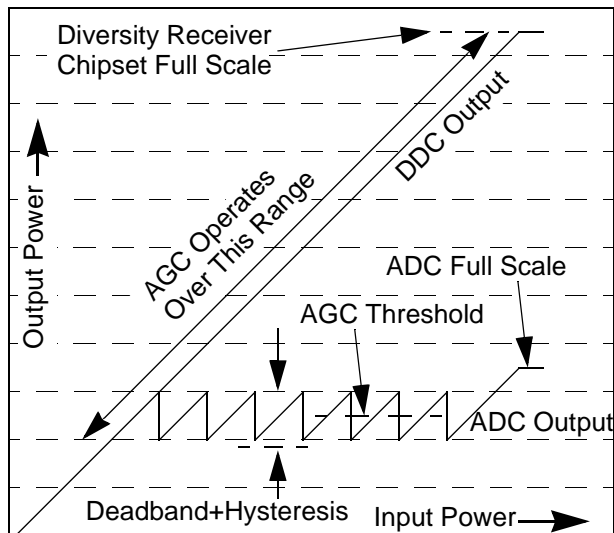 Diversity Receiver
Chipset Full Scale
DDC Output
AGC Operates
Over This Range
Output Power
ADC Full Scale
AGC Threshold
ADC Output
Deadband+Hysteresis
Input Power